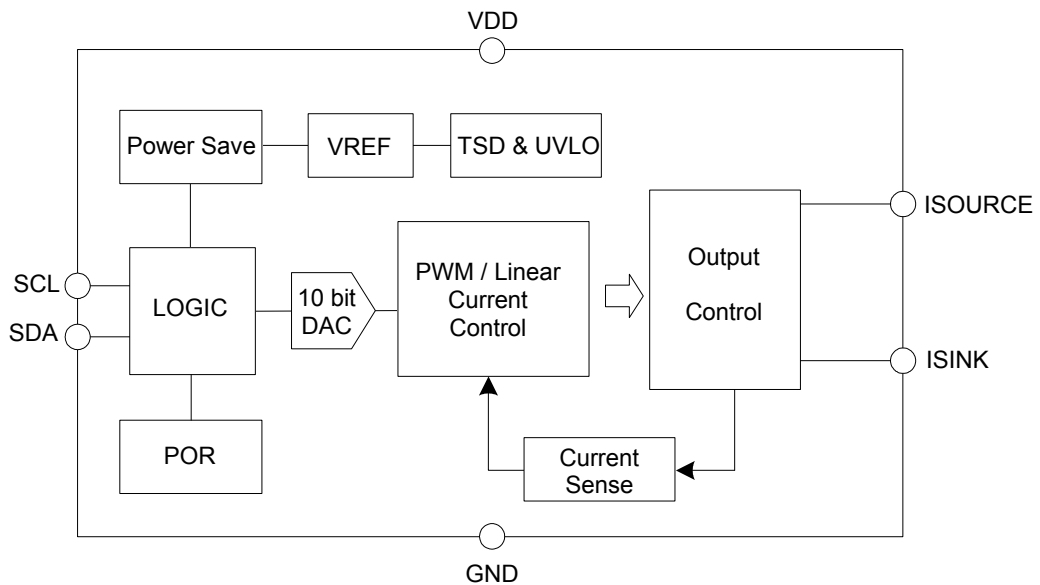 VDD
Power Save
VREF
TSD & UVLO
ISOURCE
SCL
SDA
LOGIC
10 bit
DAC
PWM / Linear
Current
Control
Output
Control
ISINK
POR
Current
Sense
GND